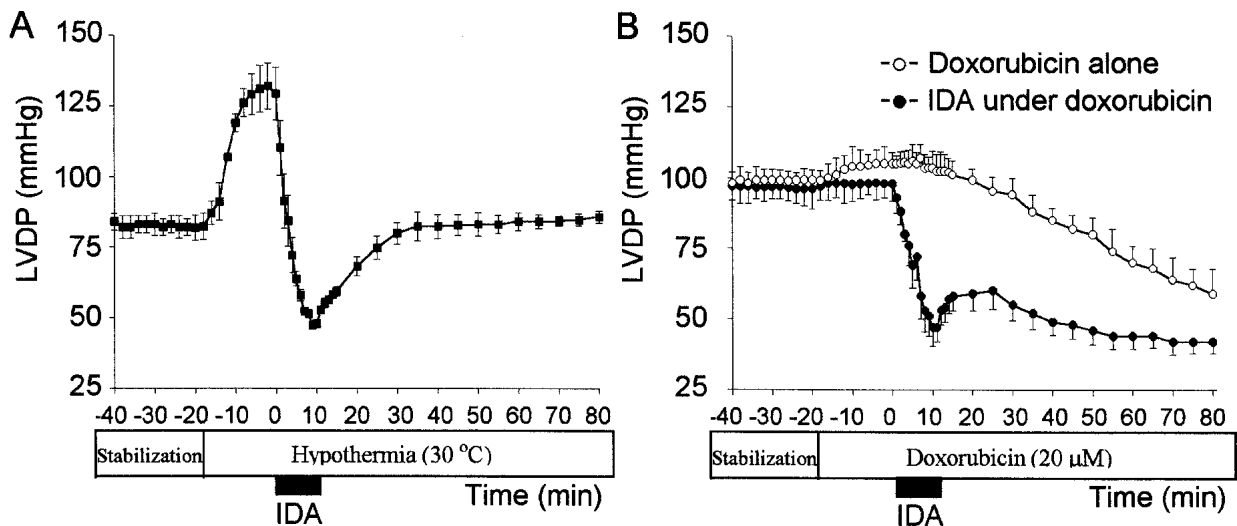 A
LVDP (mmHg)
150
125
100
75
50
25
-40 -30 -20 -10 0 10 20 30 40 50 60 70 80
Stabilization Hypothermia (30 °C)
Time (min)
IDA
B
LVDP (mmHg)
150
125
100
75
50
25
Doxorubicin alone
IDA under doxorubicin
-40 -30 -20 -10 0 10 20 30 40 50 60 70 80
Stabilization Doxorubicin (20 μM)
Time (min)
IDA